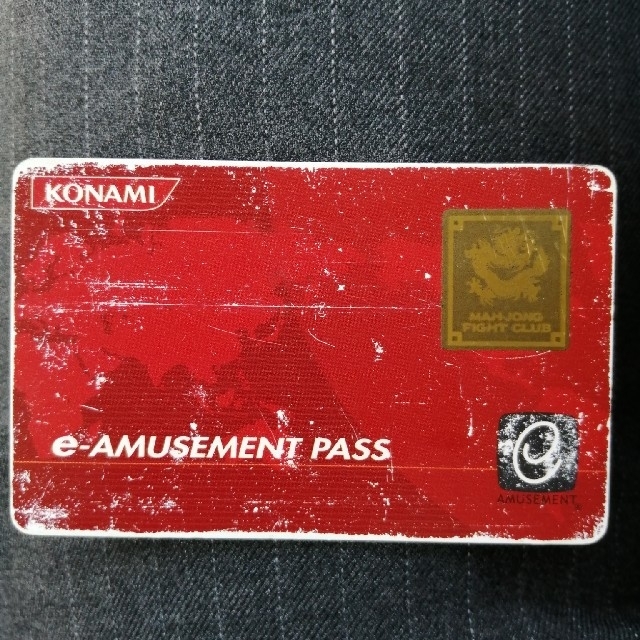 KONAMI
MAH-JONG
FIGHT CLUB
e-AMUSEMENT PASS
e
AMUSEMENT